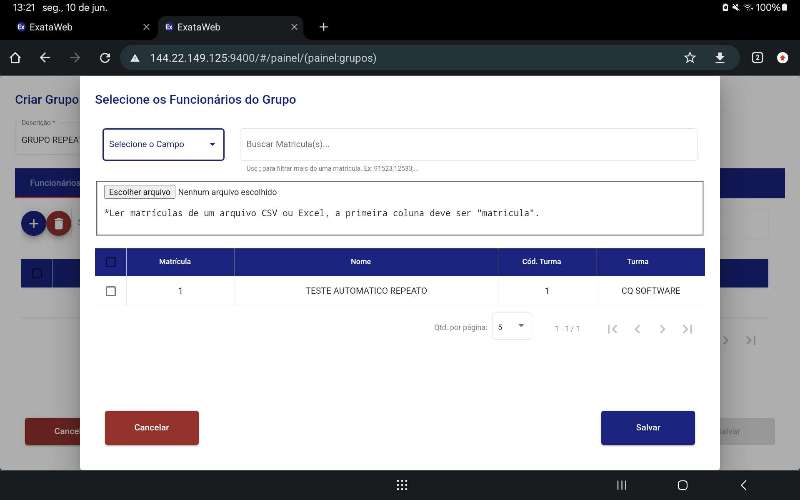 13:21 seg., 10 de jun. 100%
ExataWeb
ExataWeb
144.22.149.125:9400/#/painel/(painel:grupos)
2
Criar Grupo
Selecione os Funcionários do Grupo
Descrição *
GRUPO REPEA
Selecione o Campo
Buscar Matrícula(s)...
para filtrar mais de uma matrícula. Ex: 91523;12533;...
Funcionários
Escolher arquivo Nenhum arquivo escolhido
*Ler matrículas de um arquivo CSV ou Excel, a primeira coluna deve ser "matricula".
Matrícula Nome Cód. Turma Turma
1 TESTE AUTOMATICO REPEATO 1 CQ SOFTWARE
Qtd. por página: 5 1 - 1 / 1
Cancelar Salvar
Cancel alvar